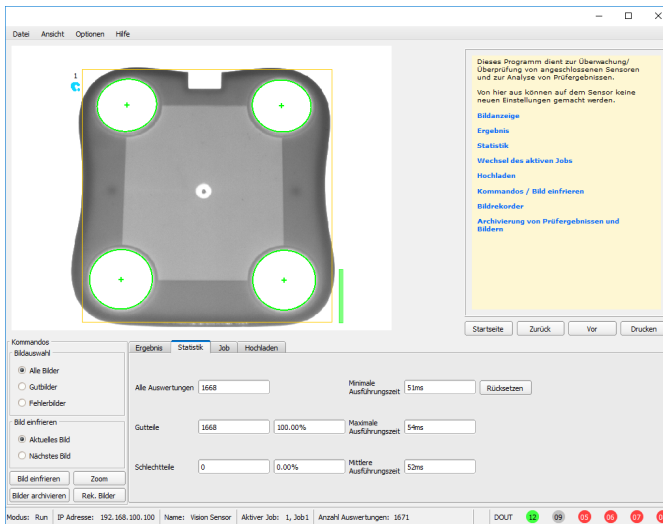 Datei Ansicht Optionen Hilfe
1
Dieses Programm dient zur Überwachung/
Überprüfung von angeschlossenen Sensoren
und zur Analyse von Prüfergebnissen.
Von hier aus können auf dem Sensor keine
neuen Einstellungen gemacht werden.
Bildanzeige
Ergebnis
Statistik
Wechsel des aktiven Jobs
Hochladen
Kommandos / Bild einfrieren
Bildrekorder
Archivierung von Prüfergebnissen und
Bildern
Startseite Zurück Vor Drucken
Kommandos
Bildauswahl
Alle Bilder
Gutbilder
Fehlerbilder
Bild einfrieren
Aktuelles Bild
Nächstes Bild
Bild einfrieren Zoom
Bilder archivieren Rek. Bilder
Ergebnis Statistik Job Hochladen
Alle Auswertungen 1668 Minimale
Ausführungszeit 51ms Rücksetzen
Gutteile 1668 100.00% Maximale
Ausführungszeit 54ms
Schlechtteile 0 0.00% Mittlere
Ausführungszeit 52ms
Modus: Run IP Adresse: 192.168.100.100 Name: Vision Sensor Aktiver Job: 1, Job1 Anzahl Auswertungen: 1671 DOUT 12 09 05 06 07